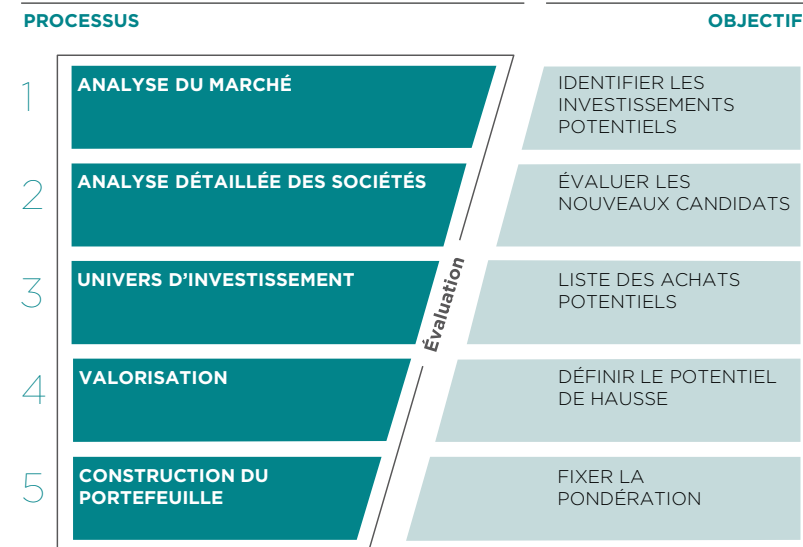 PROCESSUS
OBJECTIF
1
ANALYSE DU MARCHÉ
IDENTIFIER LES
INVESTISSEMENTS
POTENTIELS
2
ANALYSE DÉTAILLÉE DES SOCIÉTÉS
ÉVALUER LES
NOUVEAUX CANDIDATS
3
UNIVERS D’INVESTISSEMENT
LISTE DES ACHATS
POTENTIELS
Évaluation
4
VALORISATION
DÉFINIR LE POTENTIEL
DE HAUSSE
5
CONSTRUCTION DU
PORTEFEUILLE
FIXER LA
PONDÉRATION